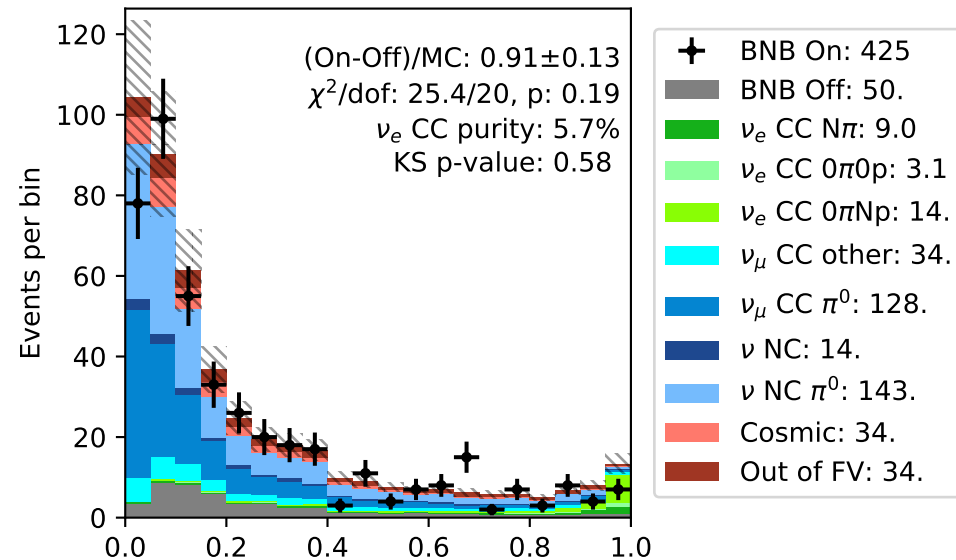 (On-Off)/MC: 0.91±0.13
χ²/dof: 25.4/20, p: 0.19
νₑ CC purity: 5.7%
KS p-value: 0.58
Events per bin
120
100
80
60
40
20
0
0.0 0.2 0.4 0.6 0.8 1.0
BNB On: 425
BNB Off: 50.
νₑ CC Nπ: 9.0
νₑ CC 0π0p: 3.1
νₑ CC 0πNp: 14.
ν_μ CC other: 34.
ν_μ CC π⁰: 128.
ν NC: 14.
ν NC π⁰: 143.
Cosmic: 34.
Out of FV: 34.